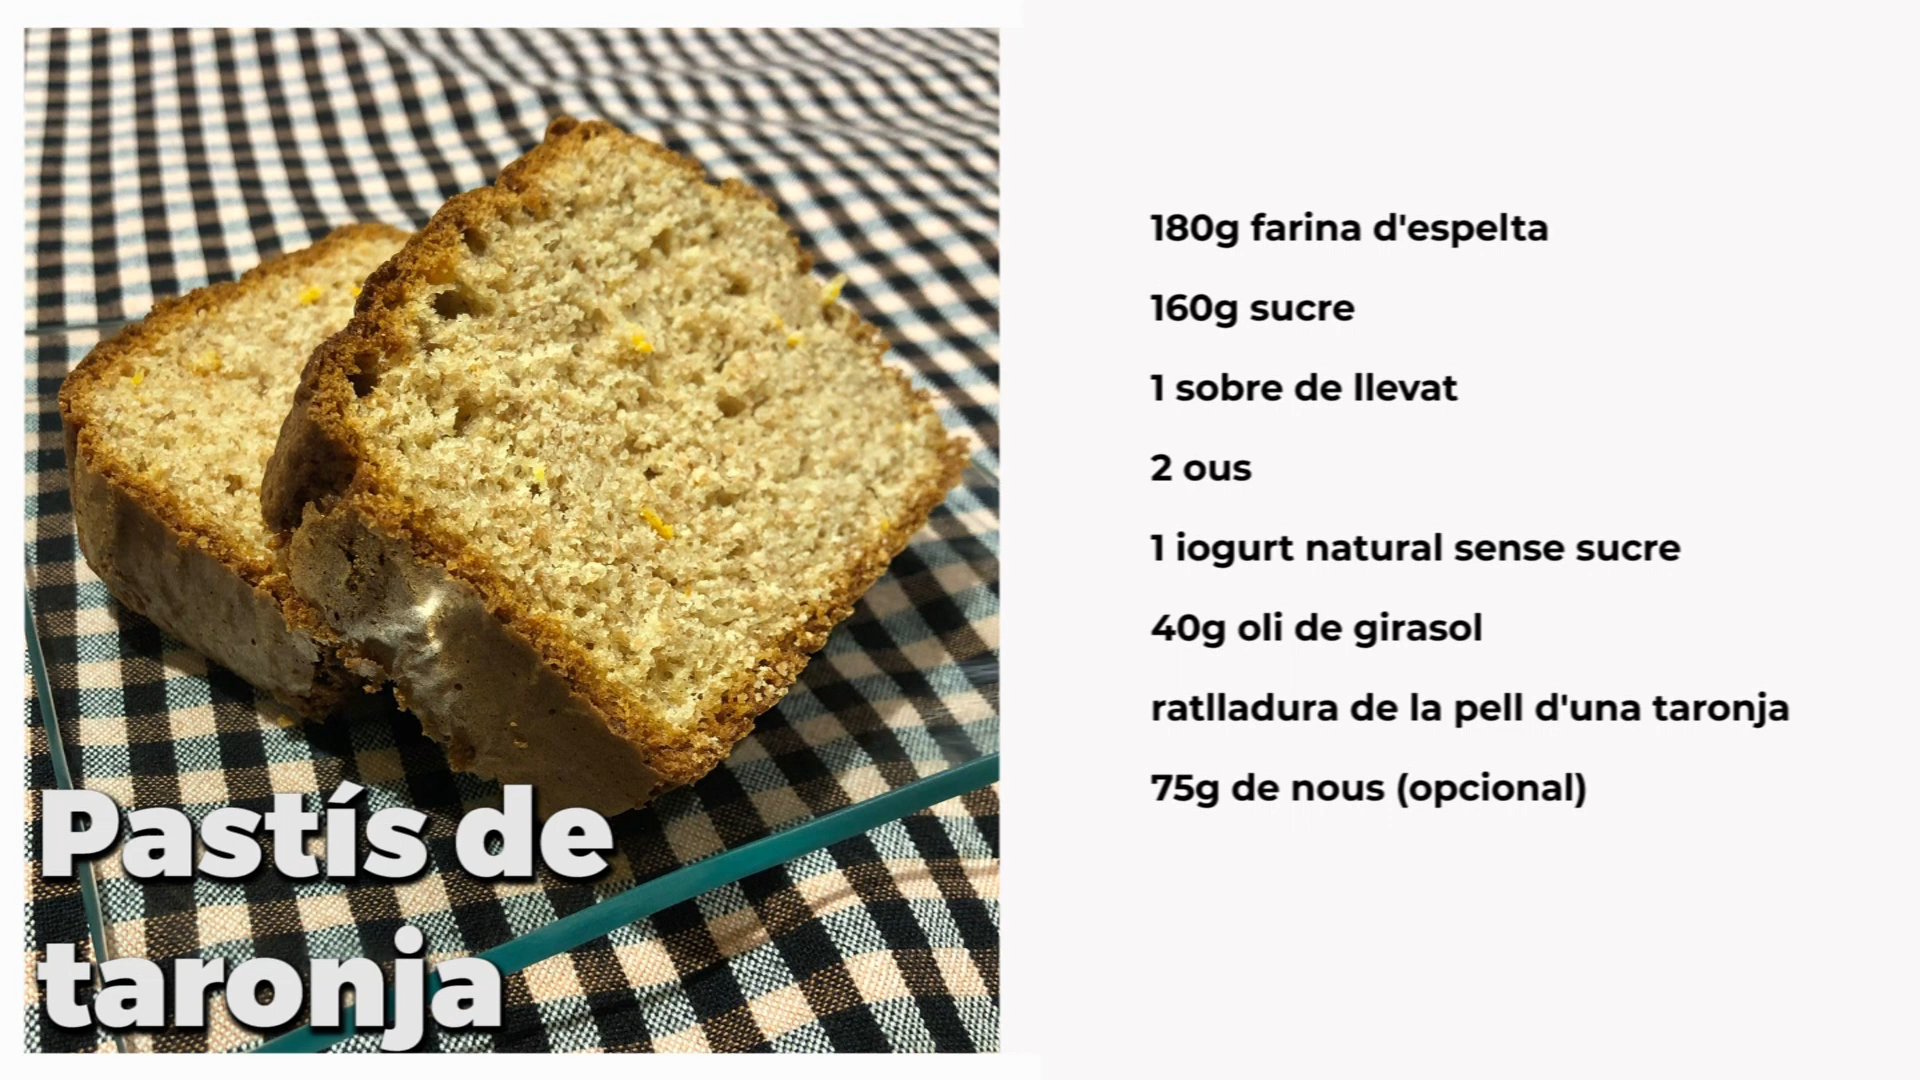 Pastís de
taronja
180g farina d'espelta
160g sucre
1 sobre de llevat
2 ous
1 iogurt natural sense sucre
40g oli de girasol
ratlladura de la pell d'una taronja
75g de nous (opcional)